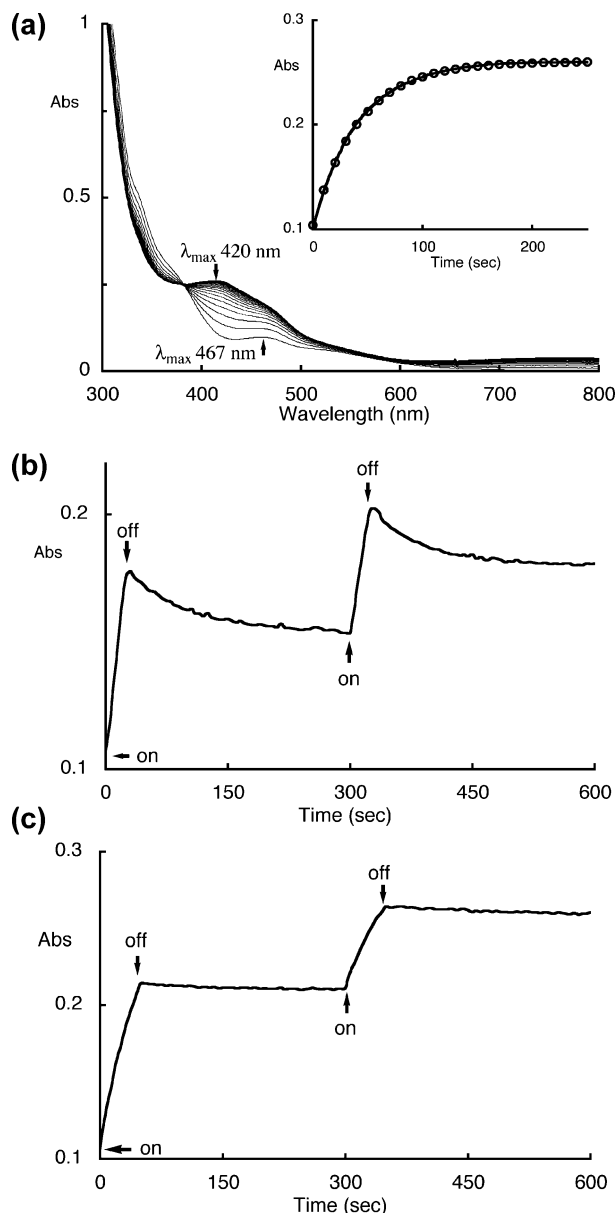 (a)
1
Abs
0.5
0
300
400
500
600
700
800
Wavelength (nm)
λmax 420 nm
λmax 467 nm
0.3
Abs
0.2
0.1
0
100
200
Time (sec)
(b)
0.2
Abs
0.1
off
on
off
on
0
150
300
450
600
Time (sec)
(c)
0.3
Abs
0.2
0.1
off
on
off
on
0
150
300
450
600
Time (sec)